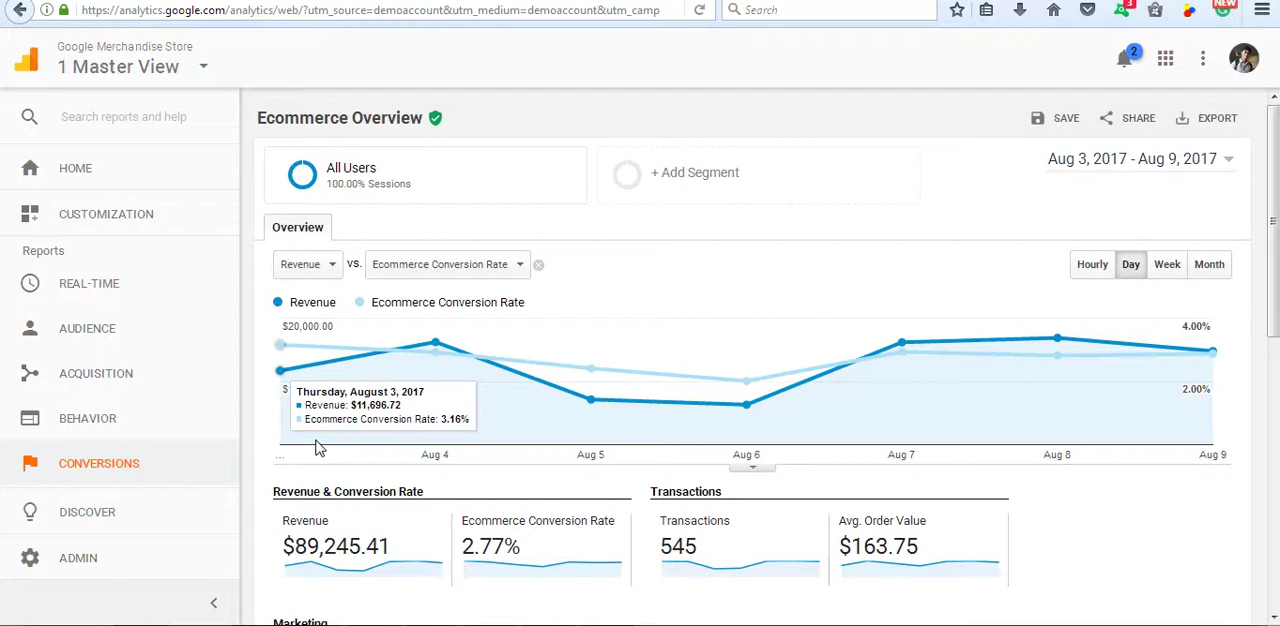 https://analytics.google.com/analytics/web/?utm_source=demoaccount&utm_medium=demoaccount&utm_camp
Search
3
NEW
Google Merchandise Store
1 Master View
2
Search reports and help
HOME
CUSTOMIZATION
Reports
REAL-TIME
AUDIENCE
ACQUISITION
BEHAVIOR
CONVERSIONS
DISCOVER
ADMIN
Ecommerce Overview
SAVE SHARE EXPORT
All Users
100.00% Sessions
+ Add Segment
Aug 3, 2017 - Aug 9, 2017
Overview
Revenue vs. Ecommerce Conversion Rate
Hourly Day Week Month
Revenue Ecommerce Conversion Rate
$20,000.00 4.00%
$ 2.00%
Thursday, August 3, 2017
Revenue: $11,696.72
Ecommerce Conversion Rate: 3.16%
... Aug 4 Aug 5 Aug 6 Aug 7 Aug 8 Aug 9
Revenue & Conversion Rate
Revenue
$89,245.41
Ecommerce Conversion Rate
2.77%
Transactions
Transactions
545
Avg. Order Value
$163.75
Marketing